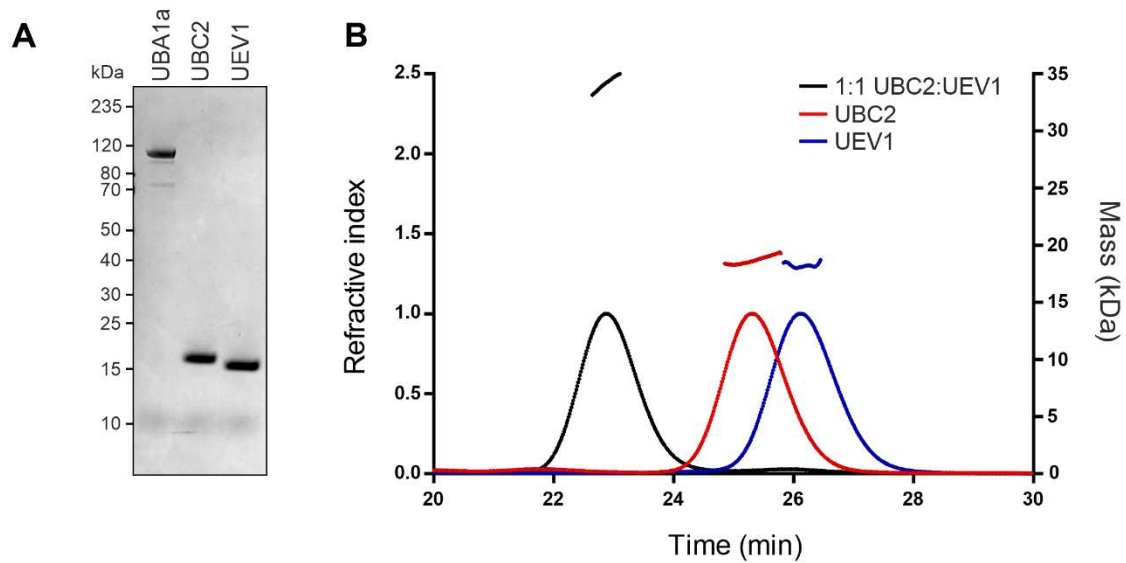 A
kDa
UBA1a
UBC2
UEV1
235
120
80
70
50
40
30
25
15
10
B
2.5
2.0
1.5
1.0
0.5
0.0
Refractive index
1:1 UBC2:UEV1
UBC2
UEV1
35
30
25
20
15
10
5
0
Mass (kDa)
20
22
24
26
28
30
Time (min)